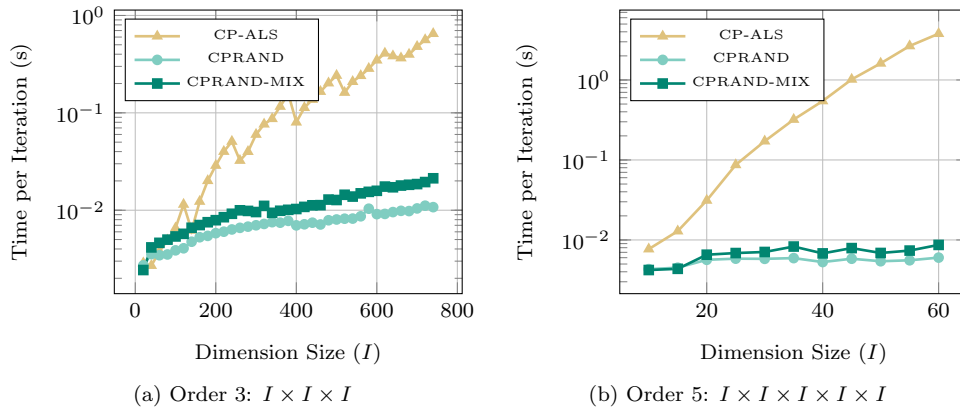 10^0
10^−1
10^−2
Time per Iteration (s)
CP-ALS
CPRAND
CPRAND-MIX
0 200 400 600 800
Dimension Size (I)
(a) Order 3: I × I × I
10^0
10^−1
10^−2
Time per Iteration (s)
CP-ALS
CPRAND
CPRAND-MIX
20 40 60
Dimension Size (I)
(b) Order 5: I × I × I × I × I